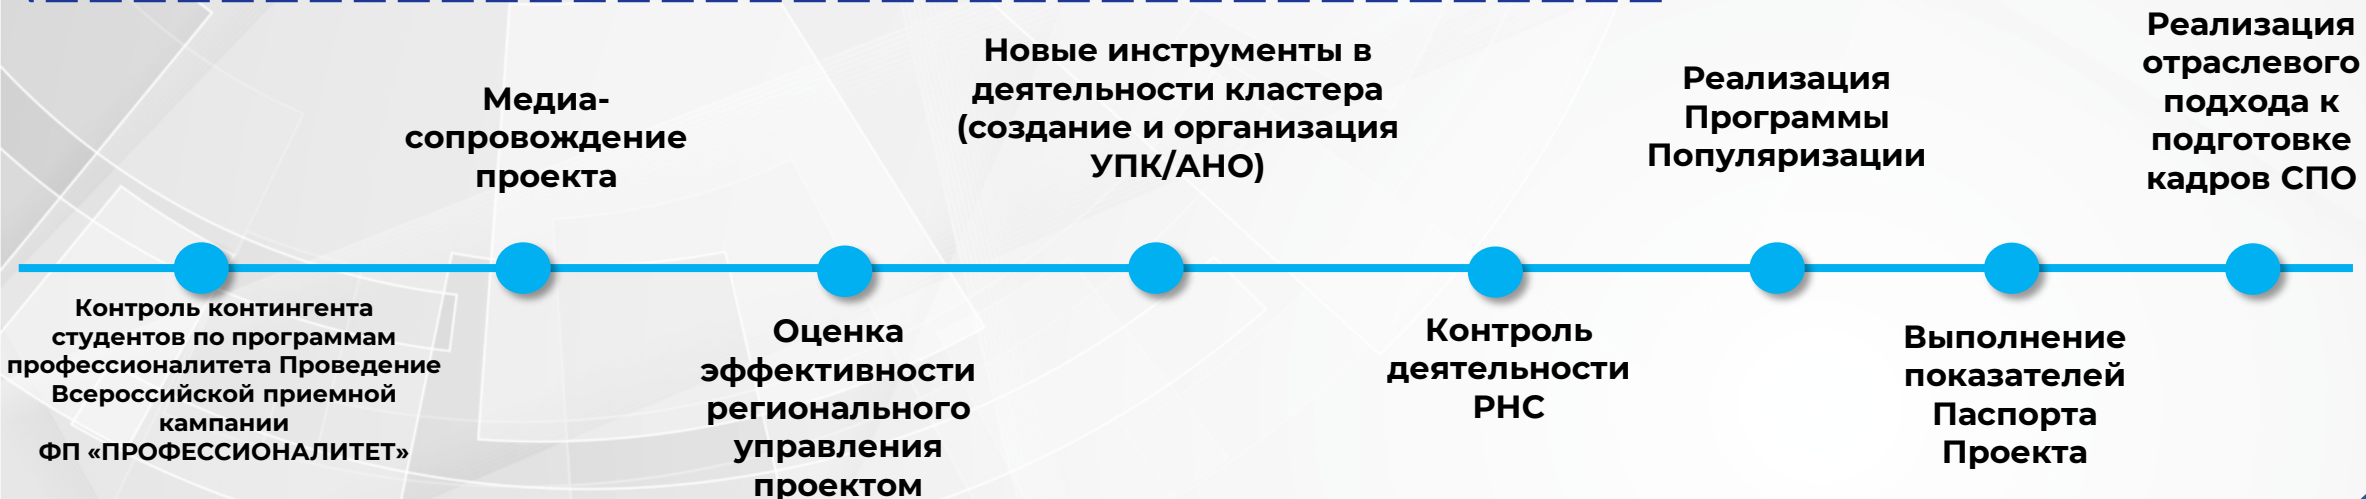 Контроль контингента
студентов по программам
профессионалитета Проведение
Всероссийской приемной
кампании
ФП «ПРОФЕССИОНАЛИТЕТ»
Медиа-
сопровождение
проекта
Оценка
эффективности
регионального
управления
проектом
Новые инструменты в
деятельности кластера
(создание и организация
УПК/АНО)
Контроль
деятельности
РНС
Реализация
Программы
Популяризации
Выполнение
показателей
Паспорта
Проекта
Реализация
отраслевого
подхода к
подготовке
кадров СПО